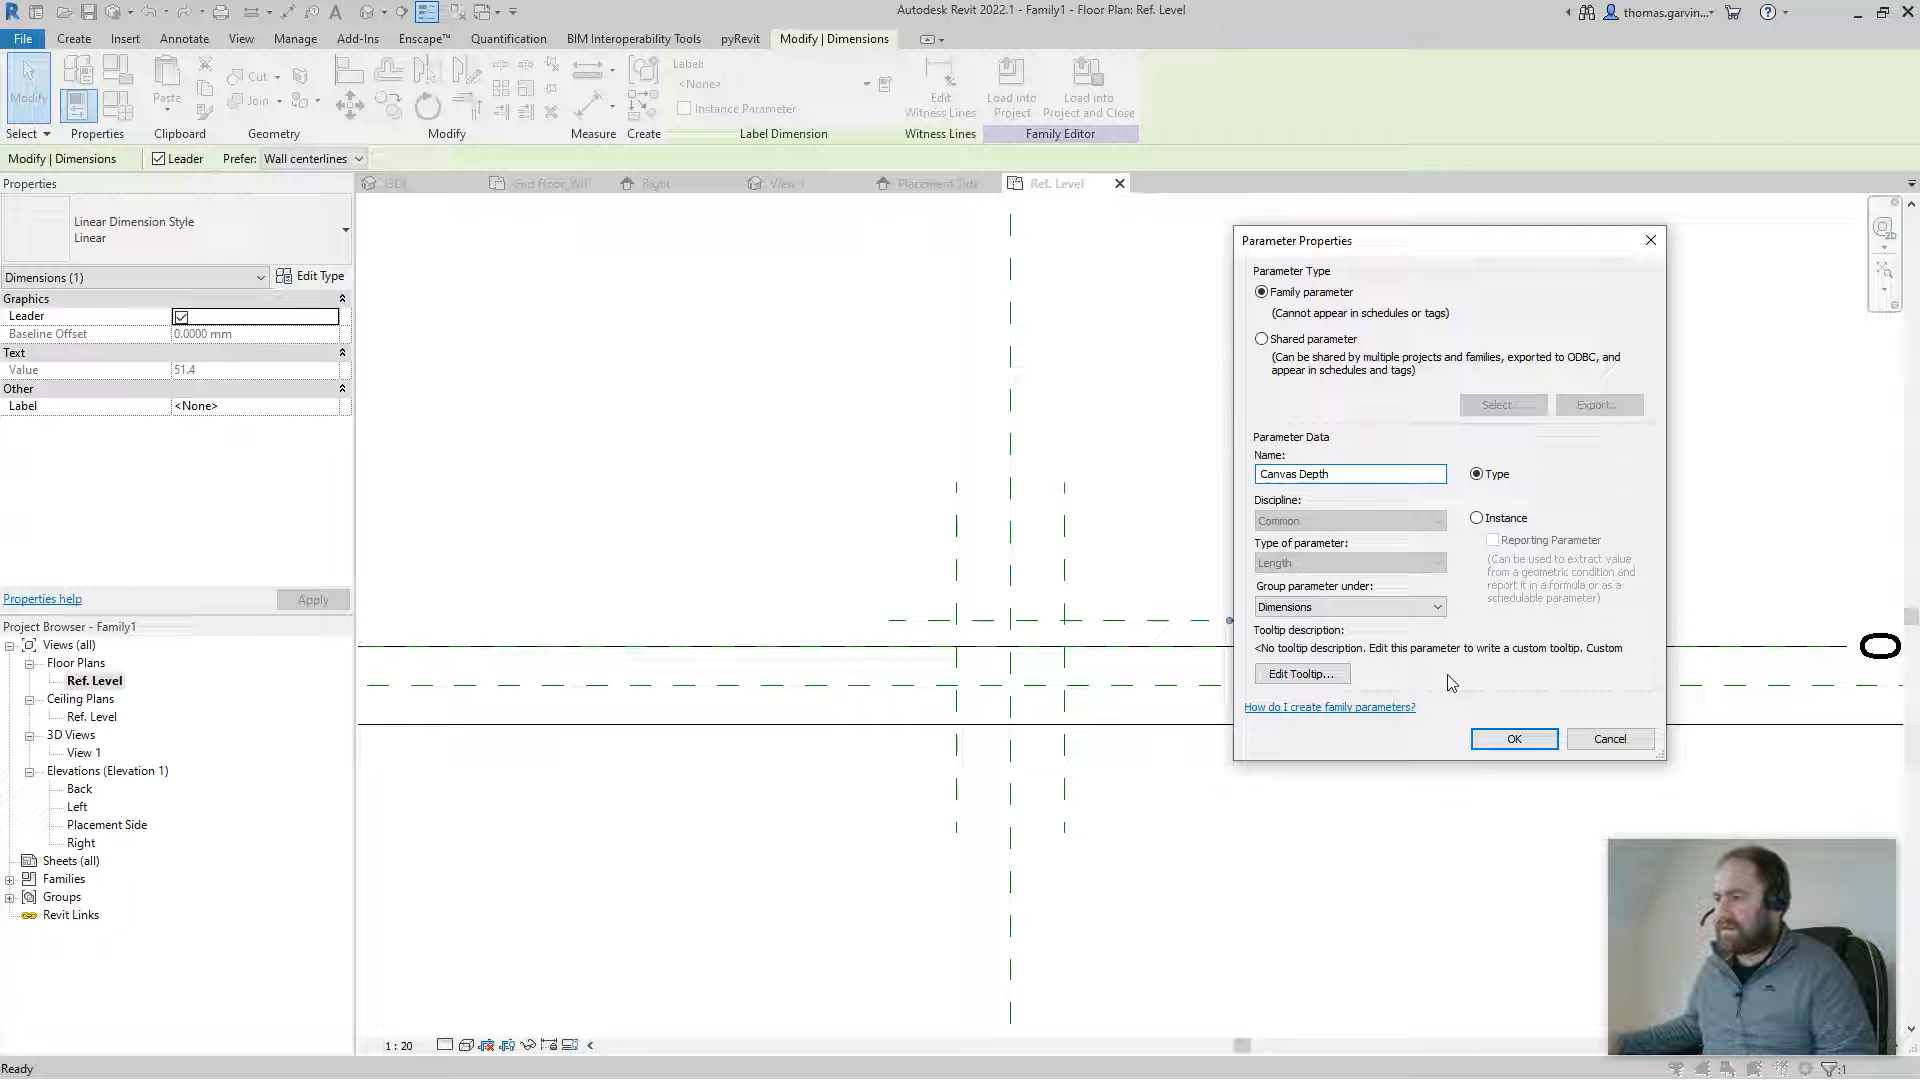 Autodesk Revit 2022.1 - Family1 - Floor Plan: Ref. Level
thomas.garvin...
File Create Insert Annotate View Manage Add-Ins Enscape™ Quantification BIM Interoperability Tools pyRevit Modify | Dimensions
Modify
Paste
Cut
Join
Label:
<None>
Instance Parameter
Edit
Witness Lines
Load into
Project
Load into
Project and Close
Select Properties Clipboard Geometry Modify Measure Create Label Dimension Witness Lines Family Editor
Modify | Dimensions Leader Prefer: Wall centerlines
Properties
Linear Dimension Style
Linear
Dimensions (1) Edit Type
Graphics
Leader
Baseline Offset 0.0000 mm
Text
Value 51.4
Other
Label <None>
Properties help Apply
Project Browser - Family1
Views (all)
Floor Plans
Ref. Level
Ceiling Plans
Ref. Level
3D Views
View 1
Elevations (Elevation 1)
Back
Left
Placement Side
Right
Sheets (all)
Families
Groups
Revit Links
Right View 1 Placement Side Ref. Level
Parameter Properties
Parameter Type
Family parameter
(Cannot appear in schedules or tags)
Shared parameter
(Can be shared by multiple projects and families, exported to ODBC, and
appear in schedules and tags)
Select... Export...
Parameter Data
Name:
Canvas Depth
Type
Discipline:
Common
Instance
Type of parameter:
Reporting Parameter
Length
(Can be used to extract value
from a geometric condition and
report it in a formula or as a
schedulable parameter)
Group parameter under:
Dimensions
Tooltip description:
<No tooltip description. Edit this parameter to write a custom tooltip. Custom
Edit Tooltip...
How do I create family parameters?
OK Cancel
1 : 20
Ready
:1